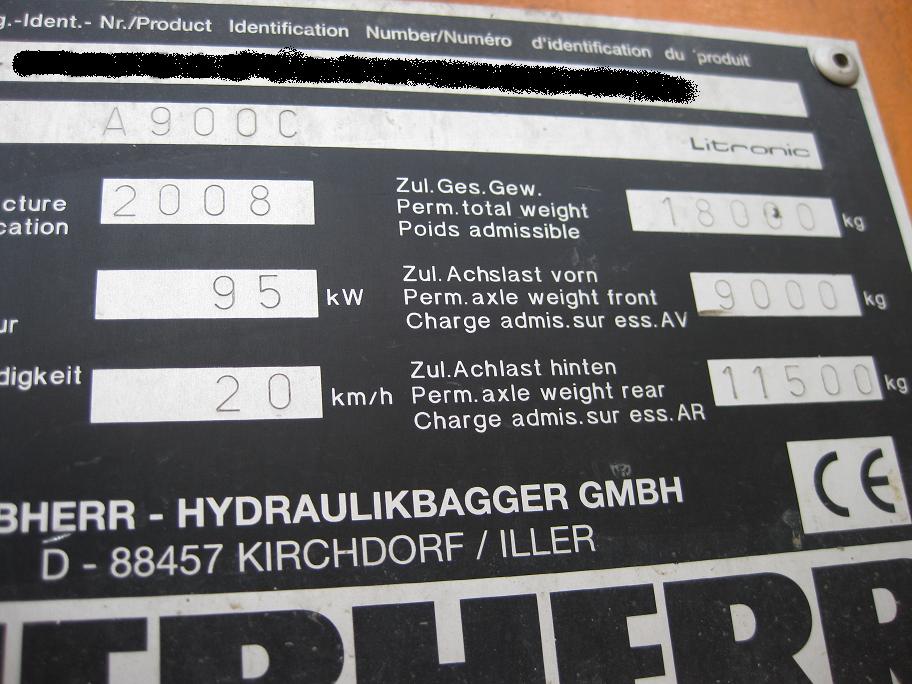 g.-Ident.- Nr./Product Identification Number/Numéro d'identification du produit
A900C Litronic
cture
cation
2008
Zul.Ges.Gew.
Perm.total weight
Poids admissible
18000 kg
95 kW
ur
Zul.Achslast vorn
Perm.axle weight front
Charge admis.sur ess.AV
9000 kg
digkeit
20 km/h
Zul.Achlast hinten
Perm.axle weight rear
Charge admis.sur ess.AR
11500 kg
CE
BHERR - HYDRAULIKBAGGER GMBH
D - 88457 KIRCHDORF / ILLER
IEBHERR